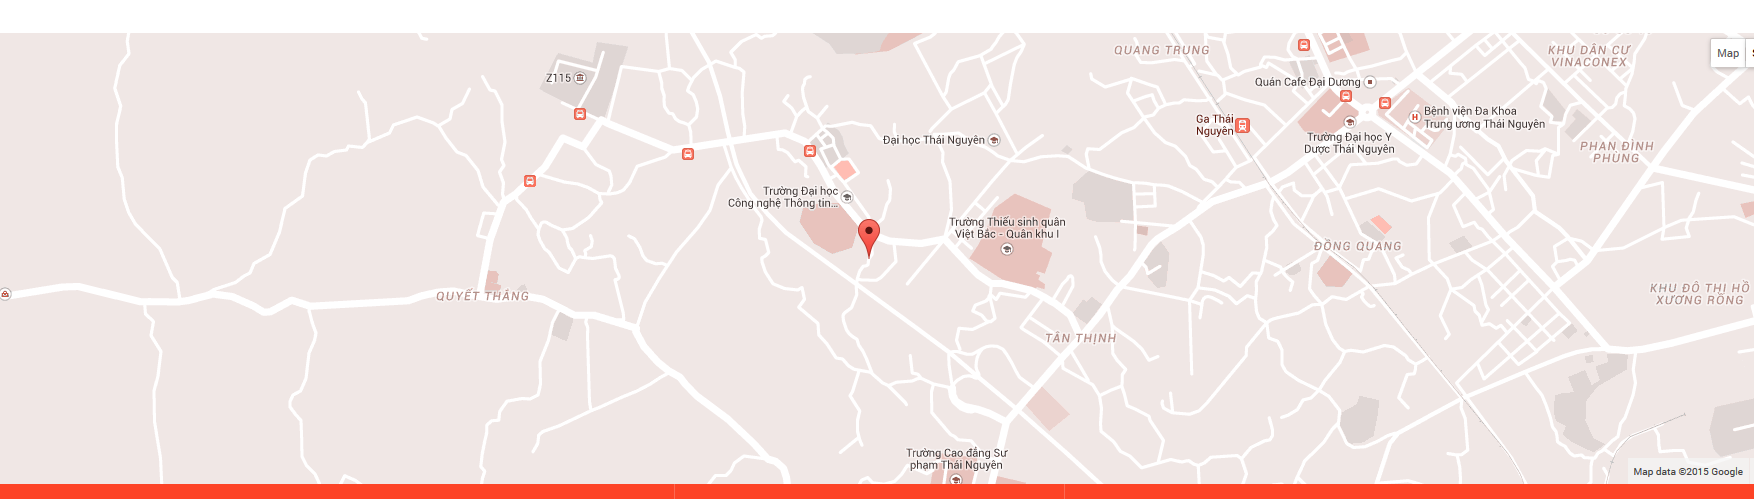 QUANG TRUNG
KHU DÂN CƯ
VINACONEX
Map
Z115
Quán Cafe Đại Dương
Bệnh viện Đa Khoa
Trung ương Thái Nguyên
Ga Thái
Nguyên
Đại học Thái Nguyên
Trường Đại học Y
Dược Thái Nguyên
PHAN ĐÌNH
PHÙNG
Trường Đại học
Công nghệ Thông tin...
Trường Thiếu sinh quân
Việt Bắc - Quân khu I
ĐỒNG QUANG
QUYẾT THẮNG
KHU ĐÔ THỊ HỒ
XƯƠNG RỒNG
TÂN THỊNH
Trường Cao đẳng Sư
phạm Thái Nguyên
Map data ©2015 Google